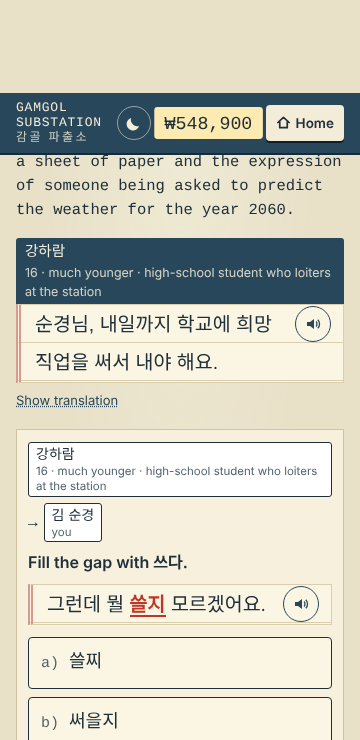 GAMGOL
SUBSTATION
감골 파출소
₩548,900
Home
a sheet of paper and the expression
of someone being asked to predict
the weather for the year 2060.
강하람
16 · much younger · high-school student who loiters
at the station
순경님, 내일까지 학교에 희망
직업을 써서 내야 해요.
Show translation
강하람
16 · much younger · high-school student who loiters
at the station
→ 김 순경
you
Fill the gap with 쓰다.
그런데 뭘 쓸지 모르겠어요.
a) 쓸찌
b) 써을지